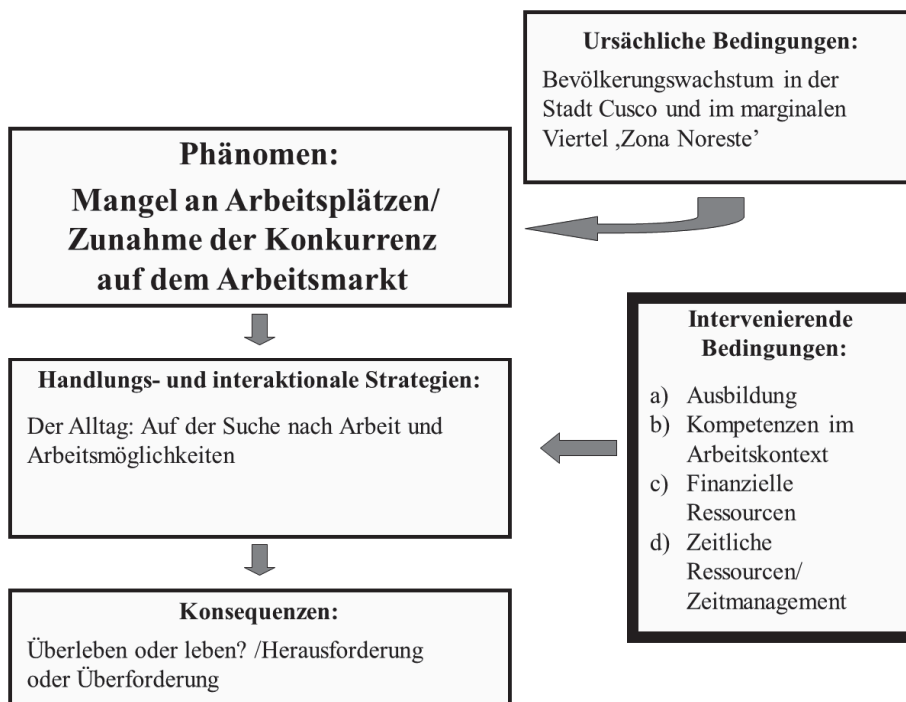 Ursächliche Bedingungen:
Bevölkerungswachstum in der
Stadt Cusco und im marginalen
Viertel ‚Zona Noreste’
Phänomen:
Mangel an Arbeitsplätzen/
Zunahme der Konkurrenz
auf dem Arbeitsmarkt
Intervenierende
Bedingungen:
a) Ausbildung
b) Kompetenzen im
Arbeitskontext
c) Finanzielle
Ressourcen
d) Zeitliche
Ressourcen/
Zeitmanagement
Handlungs- und interaktionale Strategien:
Der Alltag: Auf der Suche nach Arbeit und
Arbeitsmöglichkeiten
Konsequenzen:
Überleben oder leben? /Herausforderung
oder Überforderung